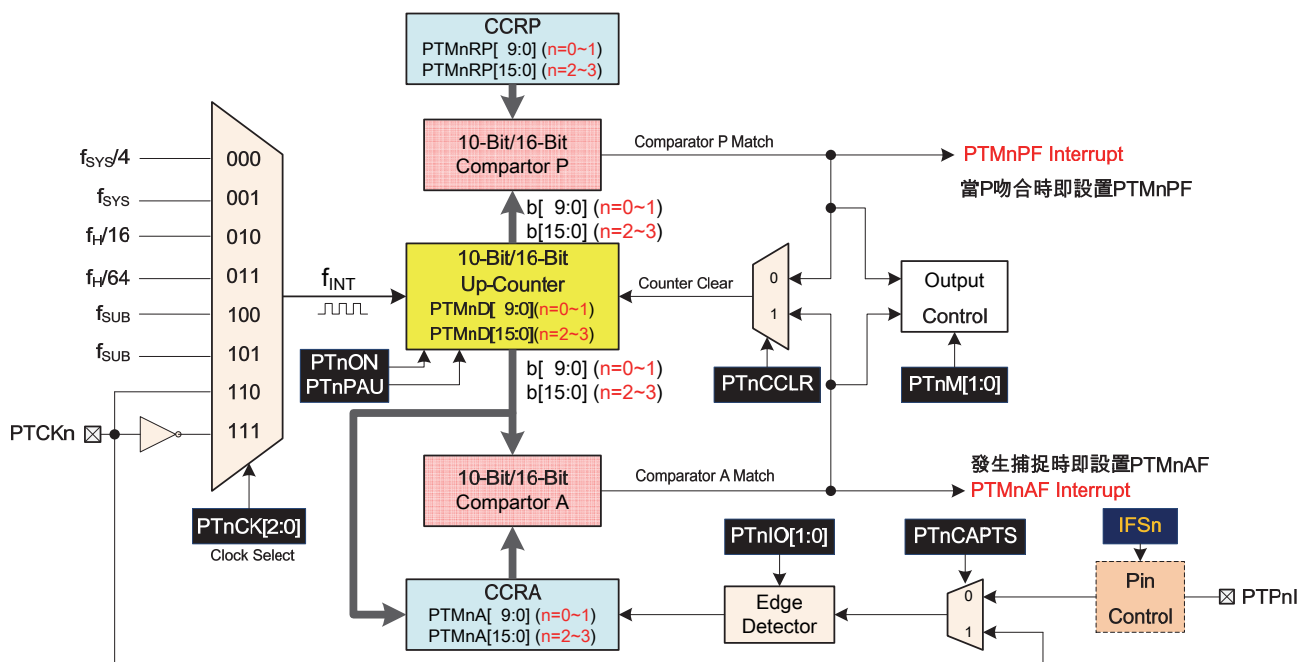 CCRP
PTMnRP[ 9:0] (n=0~1)
PTMnRP[15:0] (n=2~3)
10-Bit/16-Bit
Compartor P
Comparator P Match
PTMnPF Interrupt
當P吻合時即設置PTMnPF
fSYS/4
000
fSYS
001
fH/16
010
fH/64
011
fSUB
100
fSUB
101
110
111
PTCKn
PTnCK[2:0]
Clock Select
fINT
b[ 9:0] (n=0~1)
b[15:0] (n=2~3)
10-Bit/16-Bit
Up-Counter
PTMnD[ 9:0](n=0~1)
PTMnD[15:0](n=2~3)
PTnON
PTnPAU
Counter Clear
0
1
PTnCCLR
Output
Control
PTnM[1:0]
b[ 9:0] (n=0~1)
b[15:0] (n=2~3)
10-Bit/16-Bit
Compartor A
Comparator A Match
發生捕捉時即設置PTMnAF
PTMnAF Interrupt
CCRA
PTMnA[ 9:0] (n=0~1)
PTMnA[15:0] (n=2~3)
PTnIO[1:0]
Edge
Detector
PTnCAPTS
0
1
IFSn
Pin
Control
PTPnI